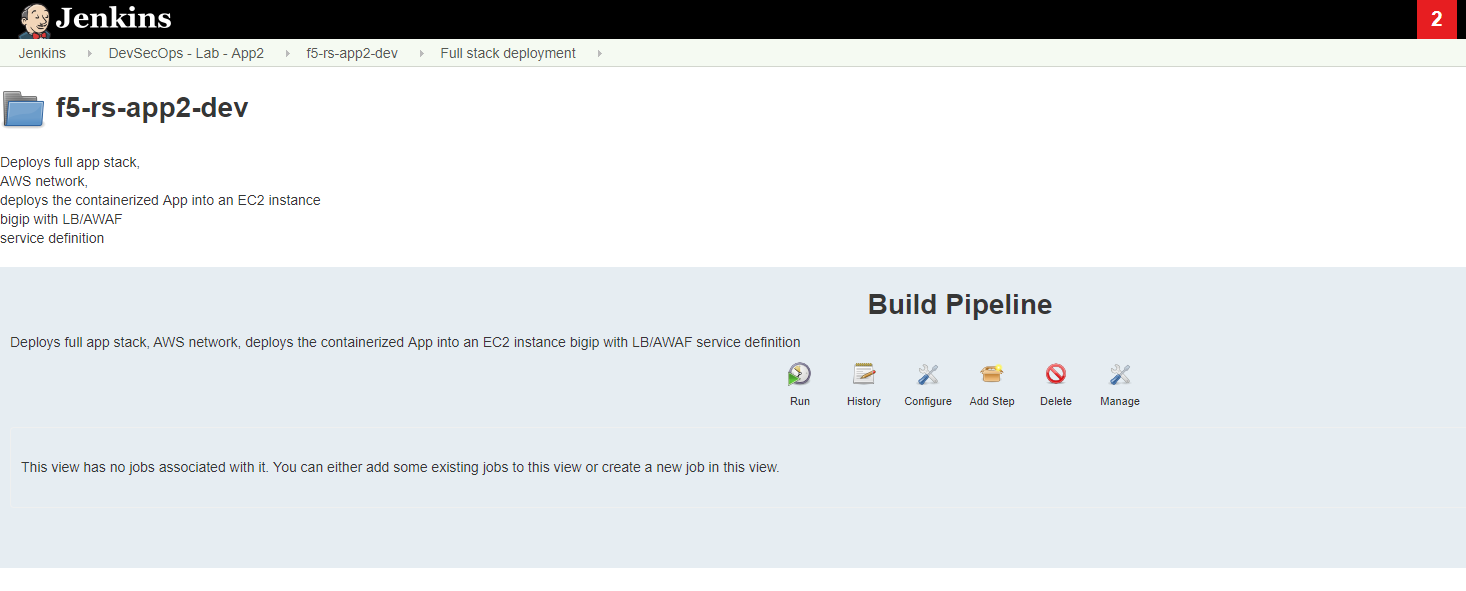 Jenkins
2
Jenkins DevSecOps - Lab - App2 f5-rs-app2-dev Full stack deployment
f5-rs-app2-dev
Deploys full app stack,
AWS network,
deploys the containerized App into an EC2 instance
bigip with LB/AWAF
service definition
Build Pipeline
Deploys full app stack, AWS network, deploys the containerized App into an EC2 instance bigip with LB/AWAF service definition
Run History Configure Add Step Delete Manage
This view has no jobs associated with it. You can either add some existing jobs to this view or create a new job in this view.